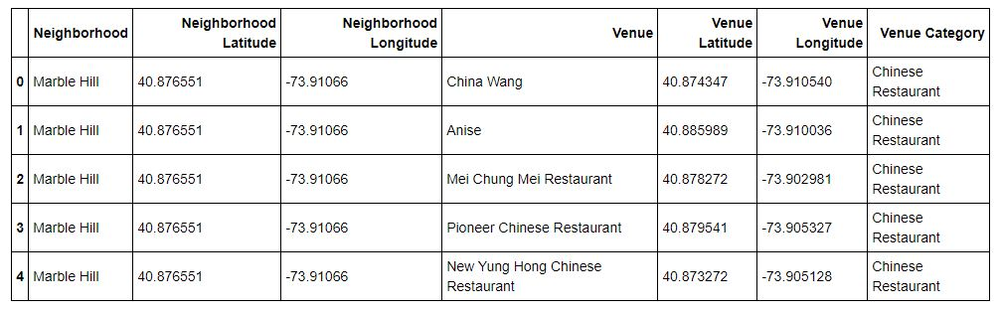 Neighborhood Neighborhood Latitude Neighborhood Longitude Venue Venue Latitude Venue Longitude Venue Category
0 Marble Hill 40.876551 -73.91066 China Wang 40.874347 -73.910540 Chinese Restaurant
1 Marble Hill 40.876551 -73.91066 Anise 40.885989 -73.910036 Chinese Restaurant
2 Marble Hill 40.876551 -73.91066 Mei Chung Mei Restaurant 40.878272 -73.902981 Chinese Restaurant
3 Marble Hill 40.876551 -73.91066 Pioneer Chinese Restaurant 40.879541 -73.905327 Chinese Restaurant
4 Marble Hill 40.876551 -73.91066 New Yung Hong Chinese Restaurant 40.873272 -73.905128 Chinese Restaurant